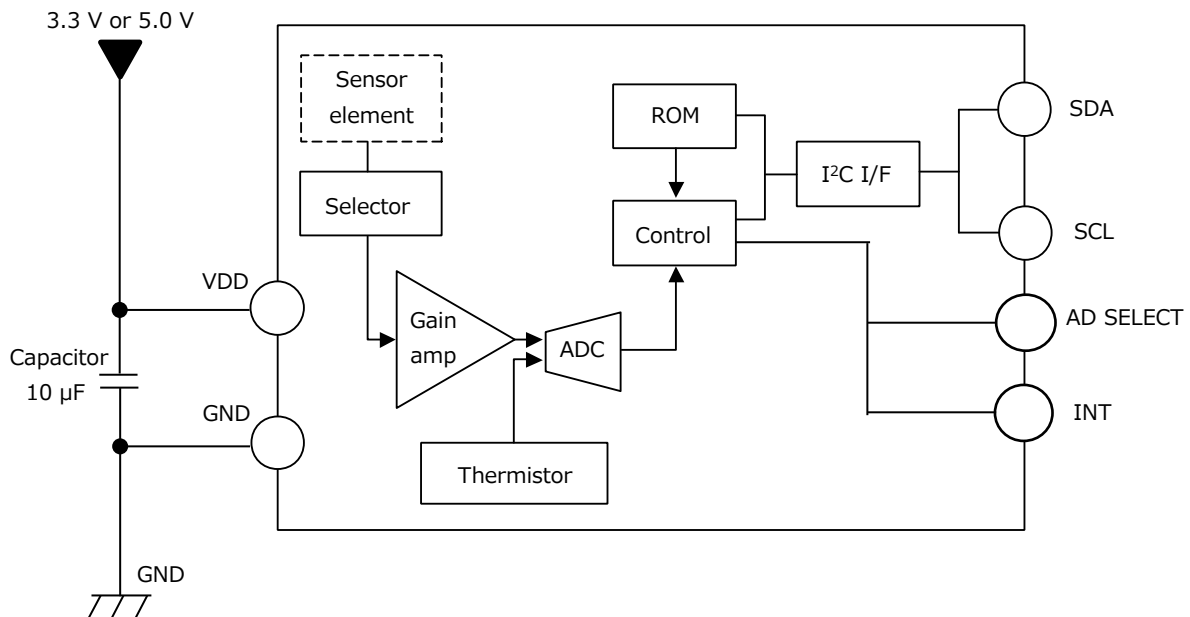 3.3 V or 5.0 V
Sensor
element
ROM
SDA
I²C I/F
Selector
Control
SCL
VDD
Gain
amp
ADC
AD SELECT
Capacitor
10 µF
GND
INT
Thermistor
GND